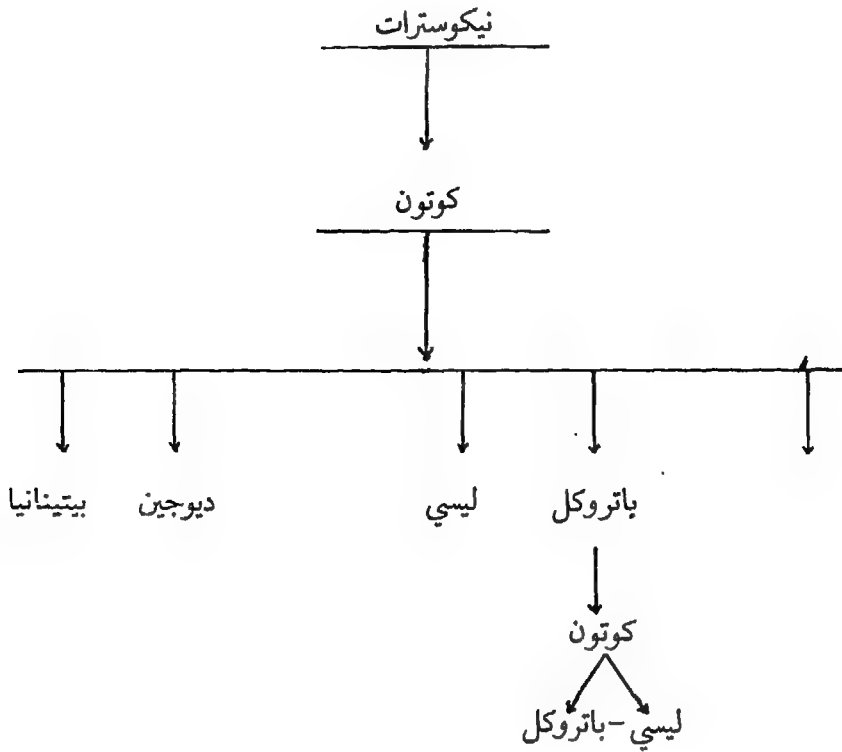 نيكوسترات
كوتون
باتروكل ليسي ديوجين بيتينانيا
كوتون
ليسي - باتروكل